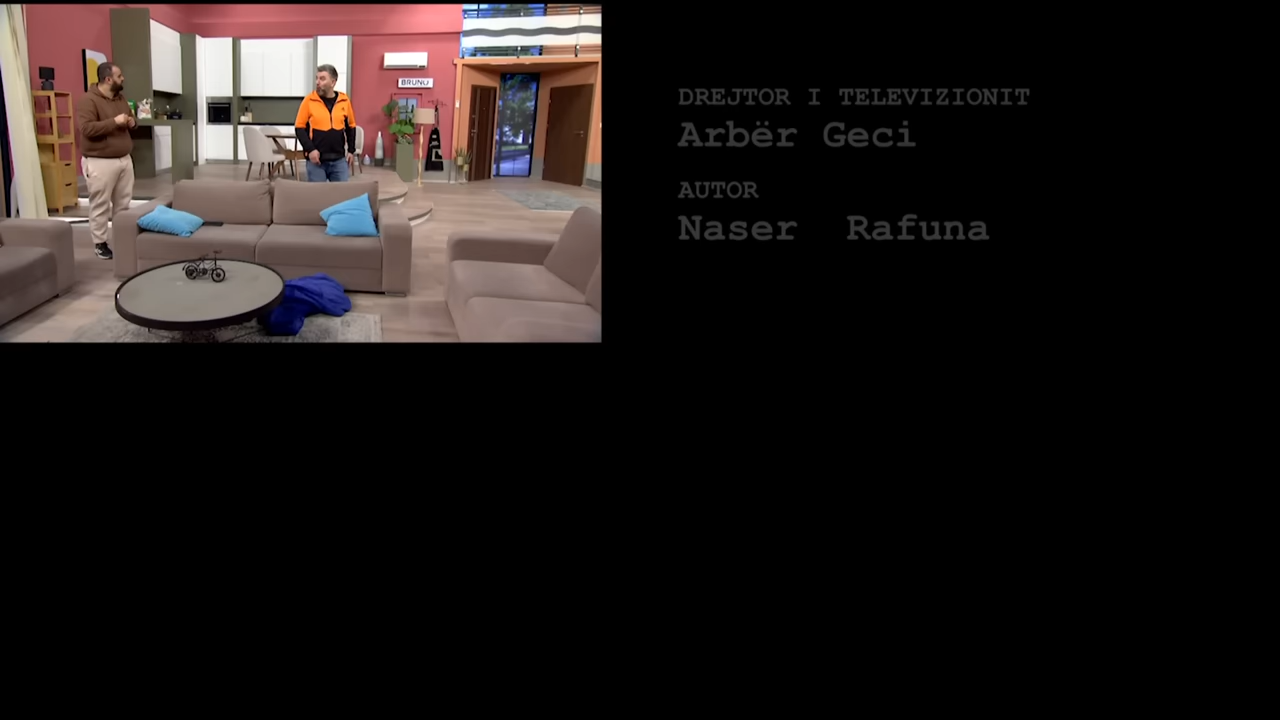 BRUNU
DREJTOR I TELEVIZIONIT
Arbër Geci
AUTOR
Naser Rafuna